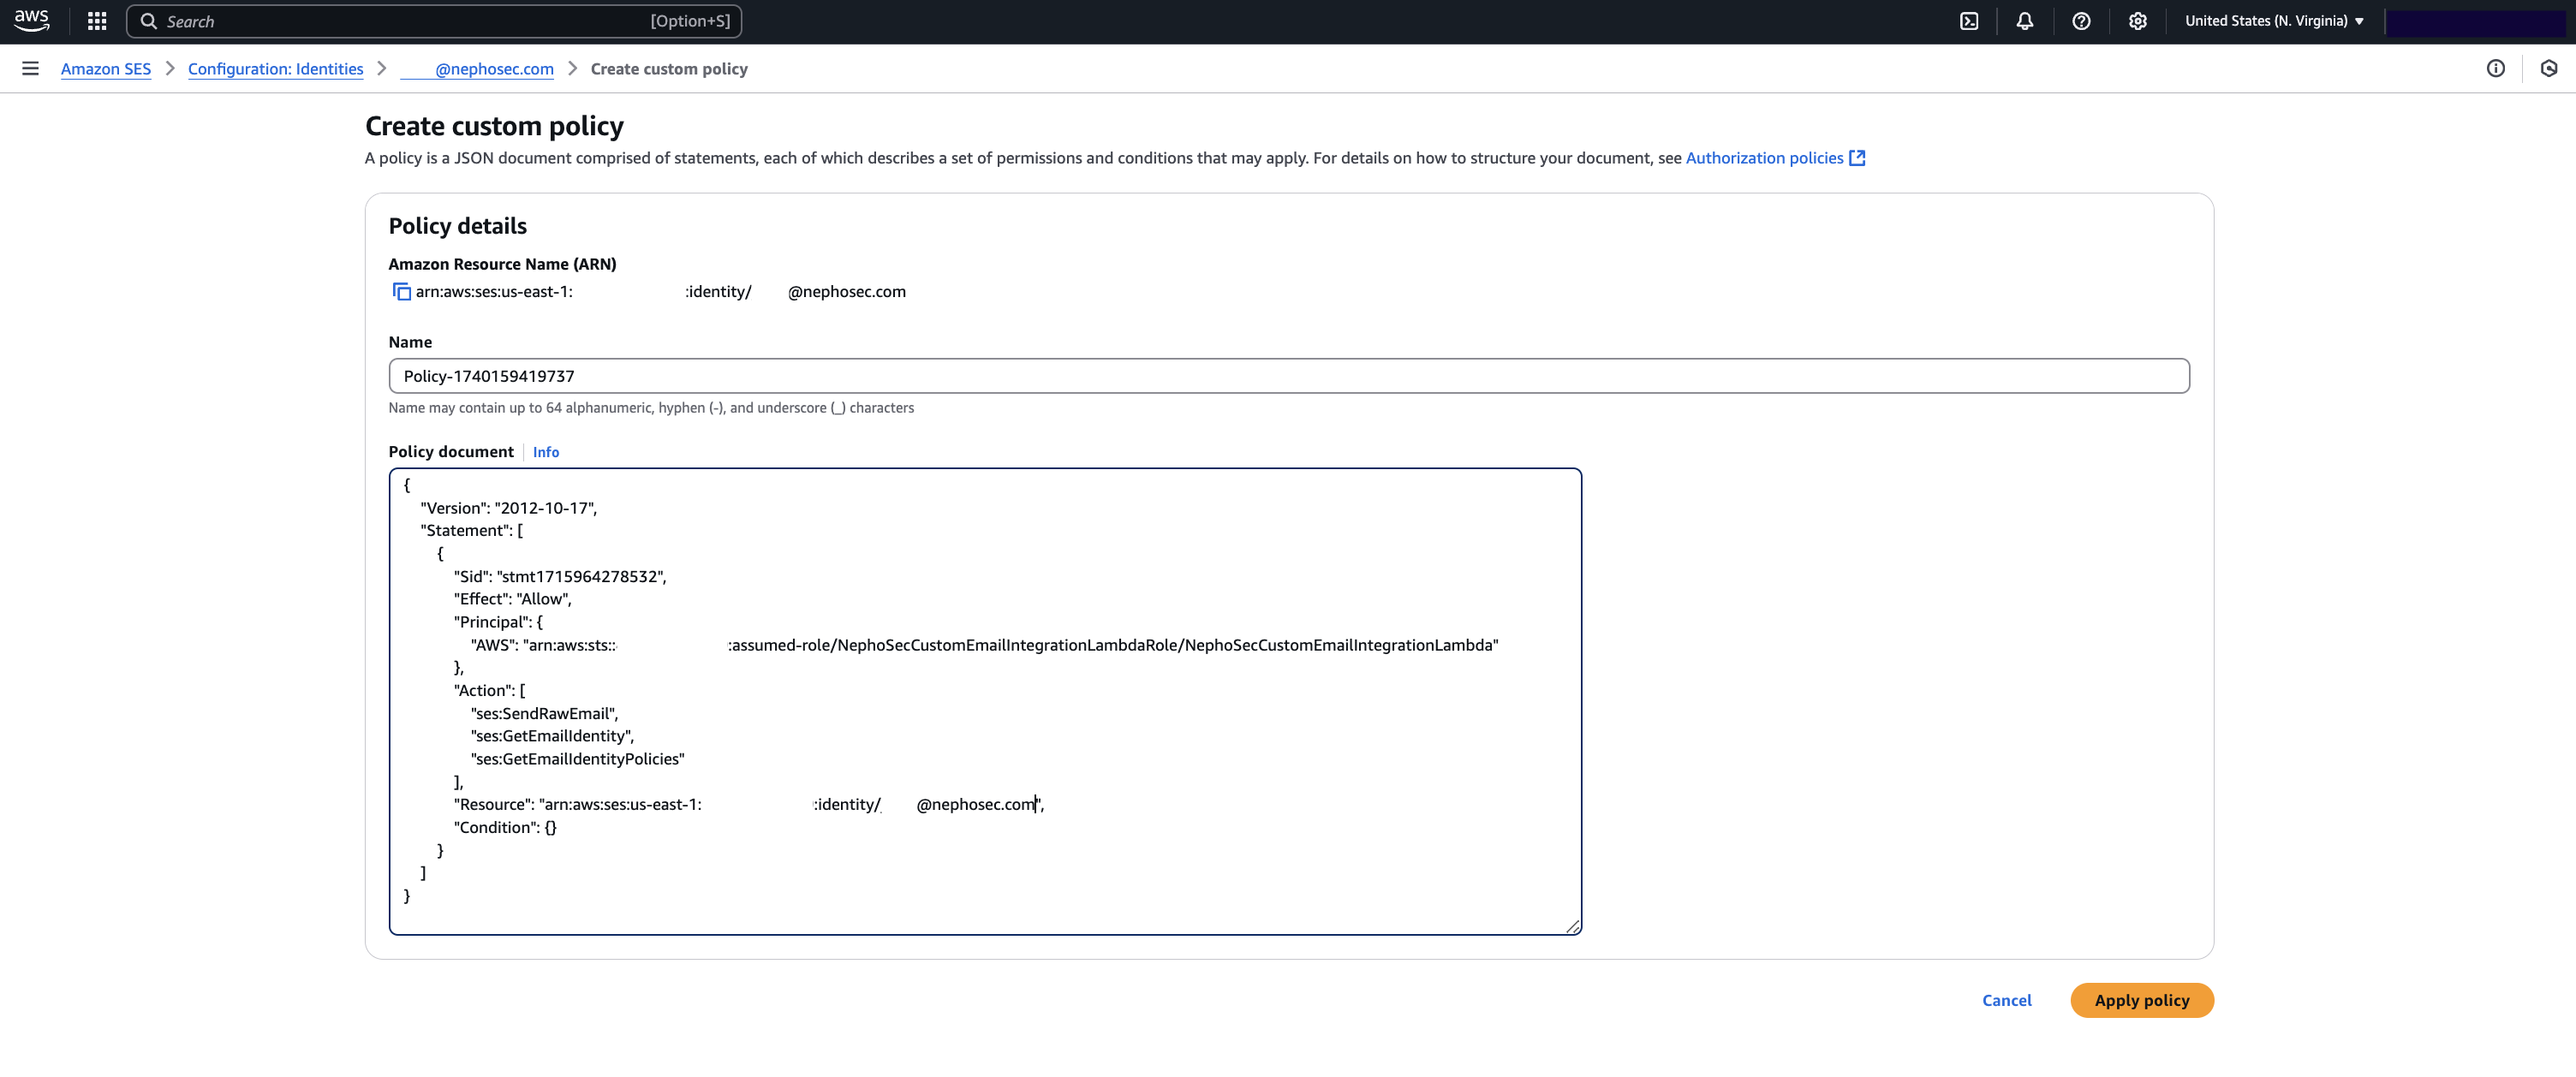 aws Search [Option+S] United States (N. Virginia)
Amazon SES > Configuration: Identities > @nephosec.com > Create custom policy
Create custom policy
A policy is a JSON document comprised of statements, each of which describes a set of permissions and conditions that may apply. For details on how to structure your document, see Authorization policies
Policy details
Amazon Resource Name (ARN)
arn:aws:ses:us-east-1: :identity/ @nephosec.com
Name
Policy-1740159419737
Name may contain up to 64 alphanumeric, hyphen (-), and underscore (_) characters
Policy document Info
{
"Version": "2012-10-17",
"Statement": [
{
"Sid": "stmt1715964278532",
"Effect": "Allow",
"Principal": {
"AWS": "arn:aws:sts:: :assumed-role/NephoSecCustomEmailIntegrationLambdaRole/NephoSecCustomEmailIntegrationLambda"
},
"Action": [
"ses:SendRawEmail",
"ses:GetEmailIdentity",
"ses:GetEmailIdentityPolicies"
],
"Resource": "arn:aws:ses:us-east-1: :identity/ @nephosec.com",
"Condition": {}
}
]
}
Cancel Apply policy